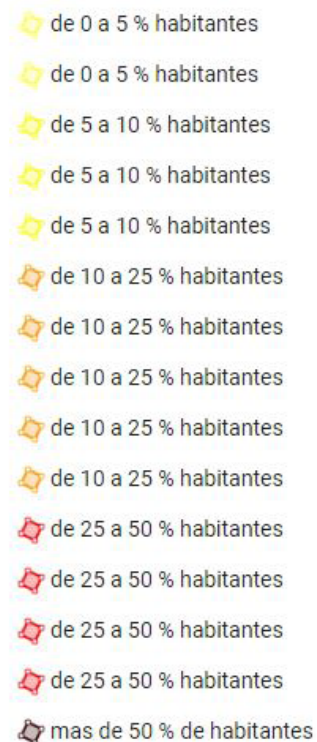 de 0 a 5 % habitantes
de 0 a 5 % habitantes
de 5 a 10 % habitantes
de 5 a 10 % habitantes
de 5 a 10 % habitantes
de 10 a 25 % habitantes
de 10 a 25 % habitantes
de 10 a 25 % habitantes
de 10 a 25 % habitantes
de 10 a 25 % habitantes
de 25 a 50 % habitantes
de 25 a 50 % habitantes
de 25 a 50 % habitantes
de 25 a 50 % habitantes
mas de 50 % de habitantes